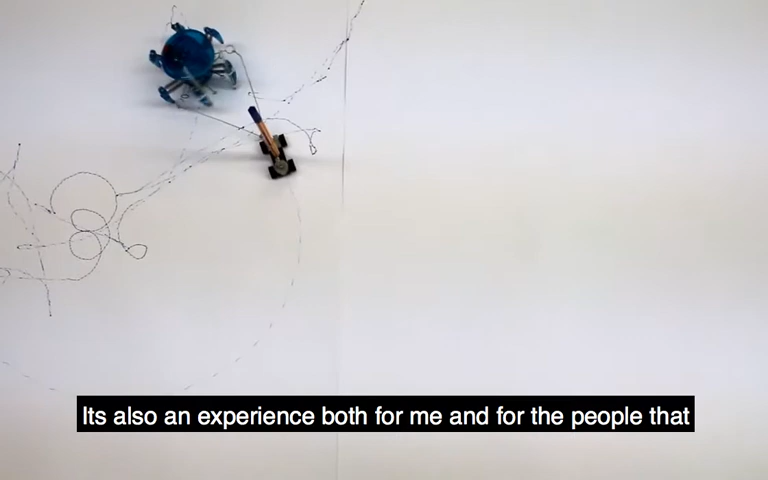 Its also an experience both for me and for the people that